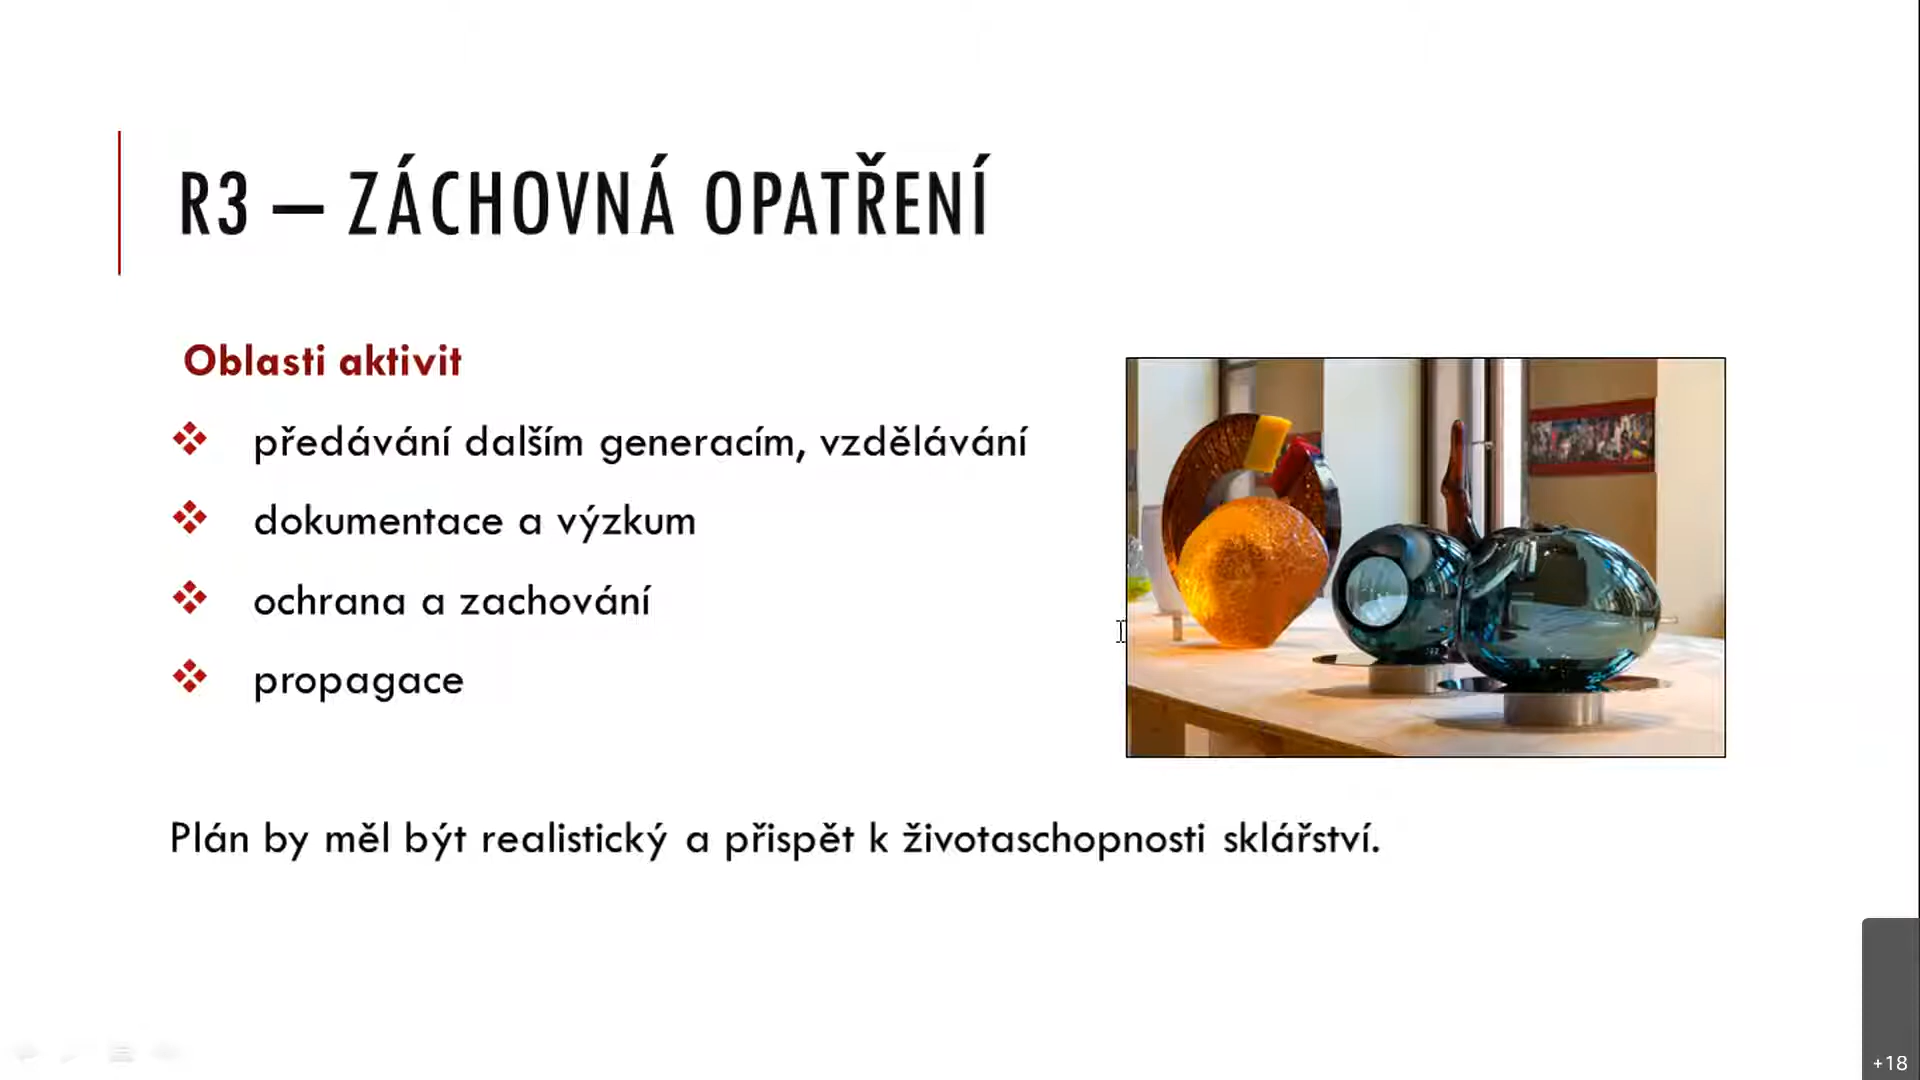 R3 – ZÁCHOVNÁ OPATŘENÍ
Oblasti aktivit
předávání dalším generacím, vzdělávání
dokumentace a výzkum
ochrana a zachování
propagace
Plán by měl být realistický a přispět k životaschopnosti sklářství.
+18